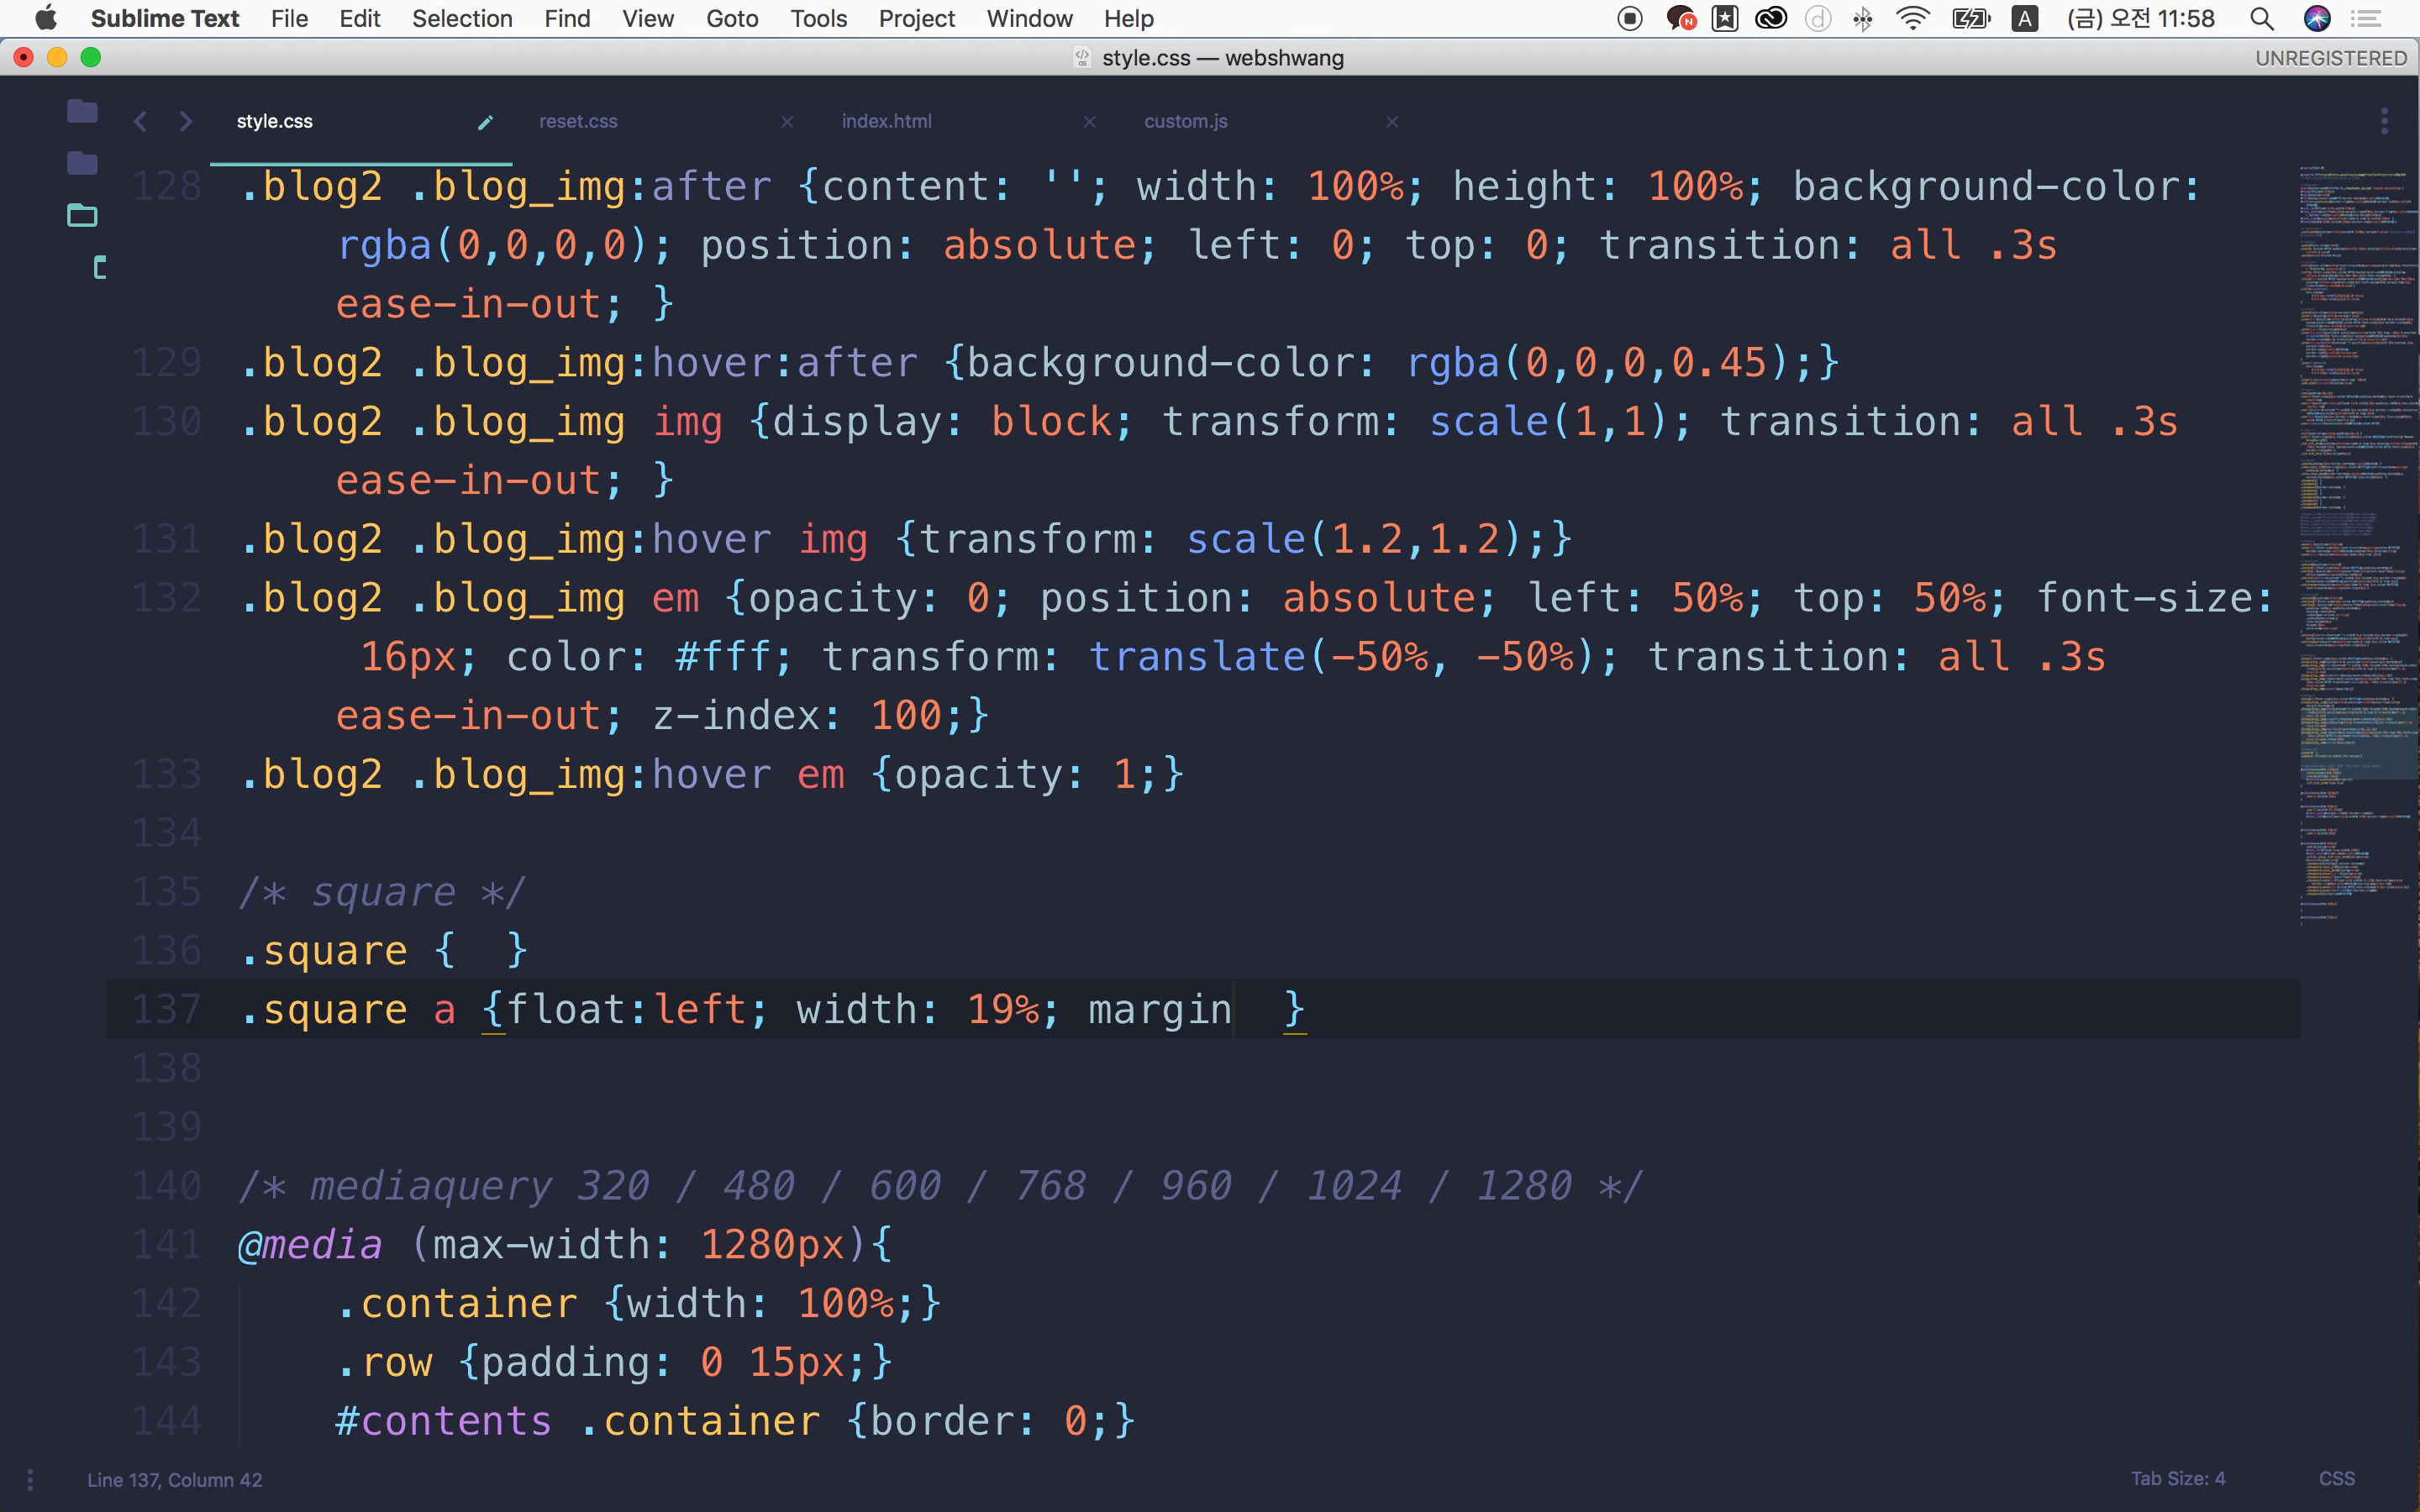 Sublime Text File Edit Selection Find View Goto Tools Project Window Help A (금) 오전 11:58
style.css — webshwang UNREGISTERED
style.css reset.css index.html custom.js
128 .blog2 .blog_img:after {content: ''; width: 100%; height: 100%; background-color:
rgba(0,0,0,0); position: absolute; left: 0; top: 0; transition: all .3s
ease-in-out; }
129 .blog2 .blog_img:hover:after {background-color: rgba(0,0,0,0.45);}
130 .blog2 .blog_img img {display: block; transform: scale(1,1); transition: all .3s
ease-in-out; }
131 .blog2 .blog_img:hover img {transform: scale(1.2,1.2);}
132 .blog2 .blog_img em {opacity: 0; position: absolute; left: 50%; top: 50%; font-size:
16px; color: #fff; transform: translate(-50%, -50%); transition: all .3s
ease-in-out; z-index: 100;}
133 .blog2 .blog_img:hover em {opacity: 1;}
134
135 /* square */
136 .square {  }
137 .square a {float:left; width: 19%; margin  }
138
139
140 /* mediaquery 320 / 480 / 600 / 768 / 960 / 1024 / 1280 */
141 @media (max-width: 1280px){
142 .container {width: 100%;}
143 .row {padding: 0 15px;}
144 #contents .container {border: 0;}
Line 137, Column 42 Tab Size: 4 CSS